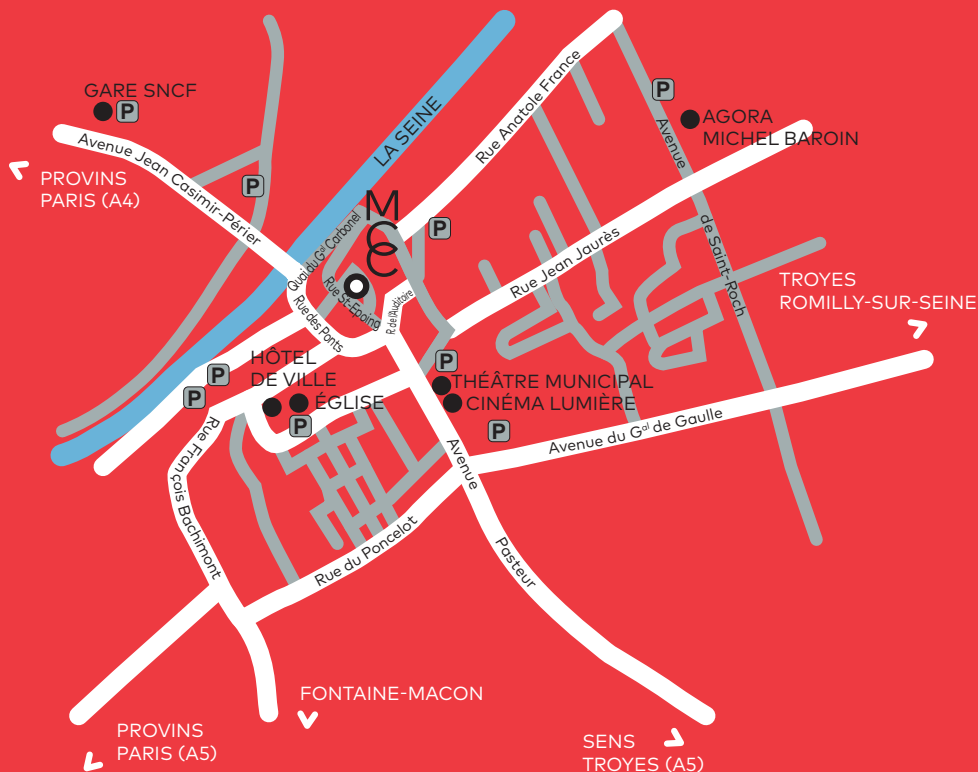 GARE SNCF
P
Avenue Jean Casimir-Périer
PROVINS
PARIS (A4)
P
LA SEINE
Rue Anatole France
P
Avenue
de Saint-Roch
AGORA
MICHEL BAROIN
MCC
P
Quai du Gal Carbonel
Rue St-Epoing
R. de l'Auditoire
Rue des Ponts
Rue Jean Jaurès
TROYES
ROMILLY-SUR-SEINE
HÔTEL
DE VILLE
ÉGLISE
P
P
P
P
THÉÂTRE MUNICIPAL
CINÉMA LUMIÈRE
P
Avenue du Gal de Gaulle
Rue François Bachimont
Rue du Poncelot
Avenue
Pasteur
FONTAINE-MACON
PROVINS
PARIS (A5)
SENS
TROYES (A5)